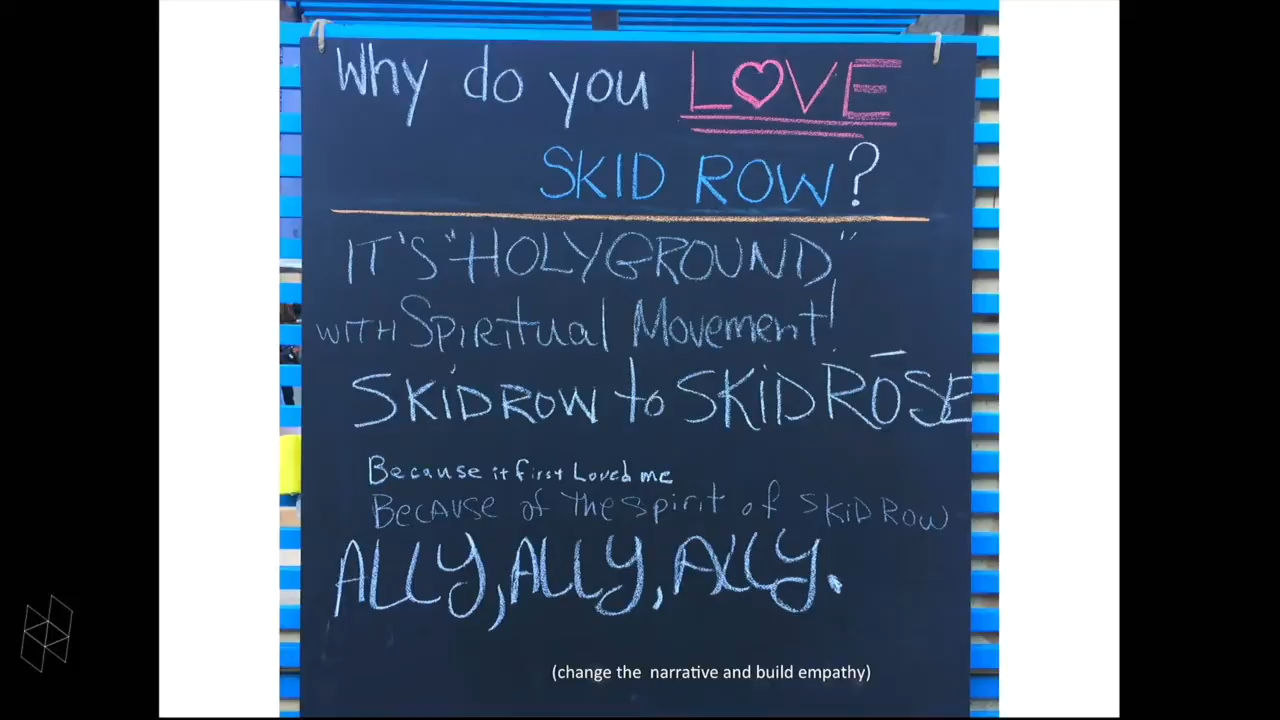 Why do you LOVE
SKID ROW?
IT'S "HOLYGROUND"
WITH Spiritual Movement!
SKiDROW to SKiDRŌSE
Because it first Loved me
Because of the spirit of SKiD ROW
ALLY, ALLY, ALLY.
(change the narrative and build empathy)